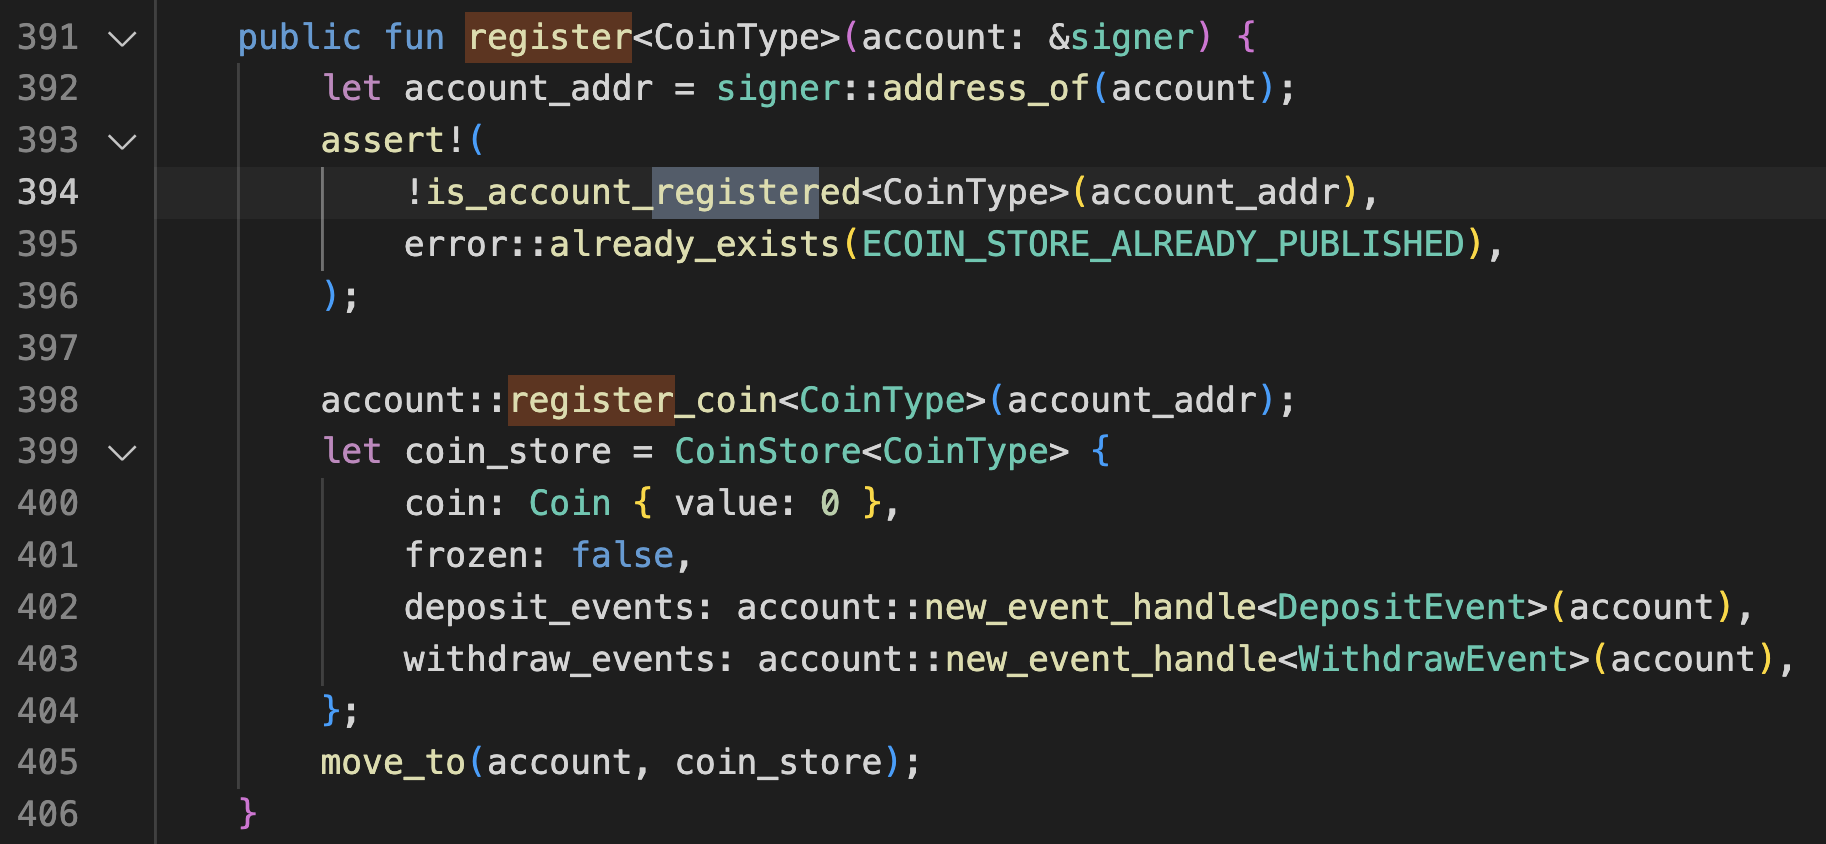 391 public fun register<CoinType>(account: &signer) {
392 let account_addr = signer::address_of(account);
393 assert!(
394 !is_account_registered<CoinType>(account_addr),
395 error::already_exists(ECOIN_STORE_ALREADY_PUBLISHED),
396 );
397
398 account::register_coin<CoinType>(account_addr);
399 let coin_store = CoinStore<CoinType> {
400 coin: Coin { value: 0 },
401 frozen: false,
402 deposit_events: account::new_event_handle<DepositEvent>(account),
403 withdraw_events: account::new_event_handle<WithdrawEvent>(account),
404 };
405 move_to(account, coin_store);
406 }